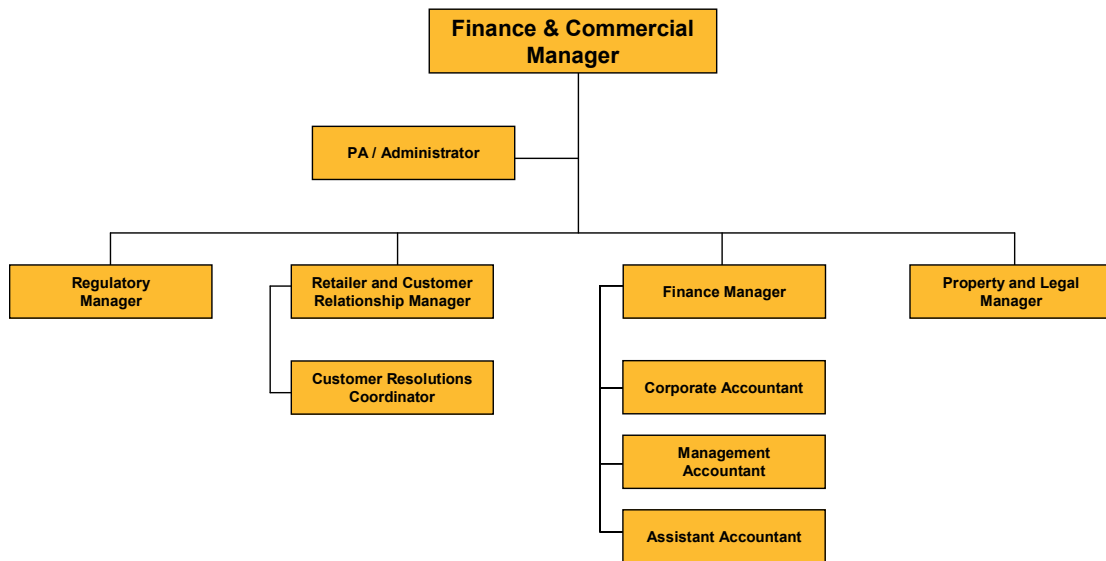 Finance & Commercial
Manager
PA / Administrator
Regulatory
Manager
Retailer and Customer
Relationship Manager
Finance Manager
Property and Legal
Manager
Customer Resolutions
Coordinator
Corporate Accountant
Management
Accountant
Assistant Accountant